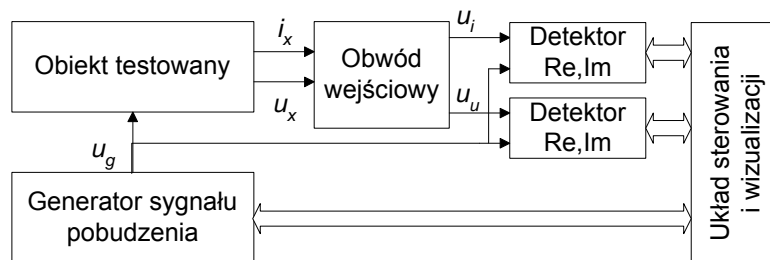 Obiekt testowany
i_x
u_x
Obwód
wejściowy
u_i
u_u
Detektor
Re,Im
Detektor
Re,Im
Układ sterowania
i wizualizacji
u_g
Generator sygnału
pobudzenia